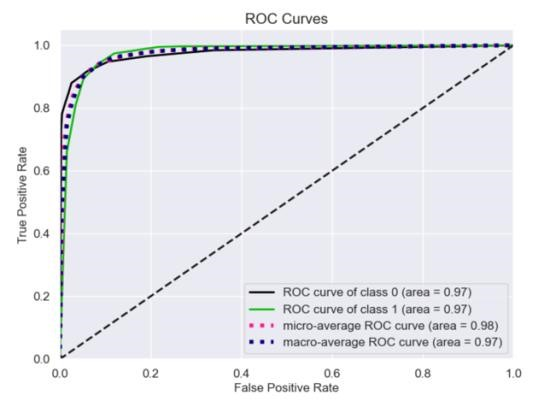 ROC Curves
1.0
0.8
0.6
0.4
0.2
0.0
True Positive Rate
ROC curve of class 0 (area = 0.97)
ROC curve of class 1 (area = 0.97)
micro-average ROC curve (area = 0.98)
macro-average ROC curve (area = 0.97)
0.0 0.2 0.4 0.6 0.8 1.0
False Positive Rate